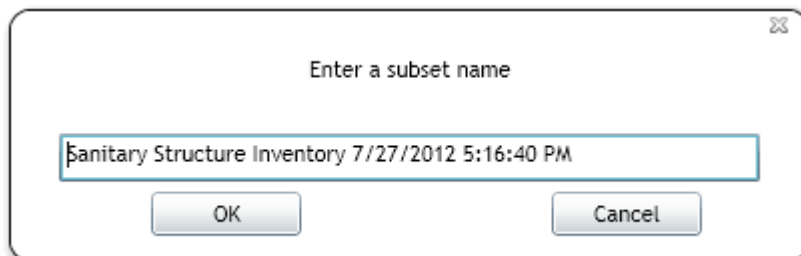 Enter a subset name
Sanitary Structure Inventory 7/27/2012 5:16:40 PM
OK
Cancel